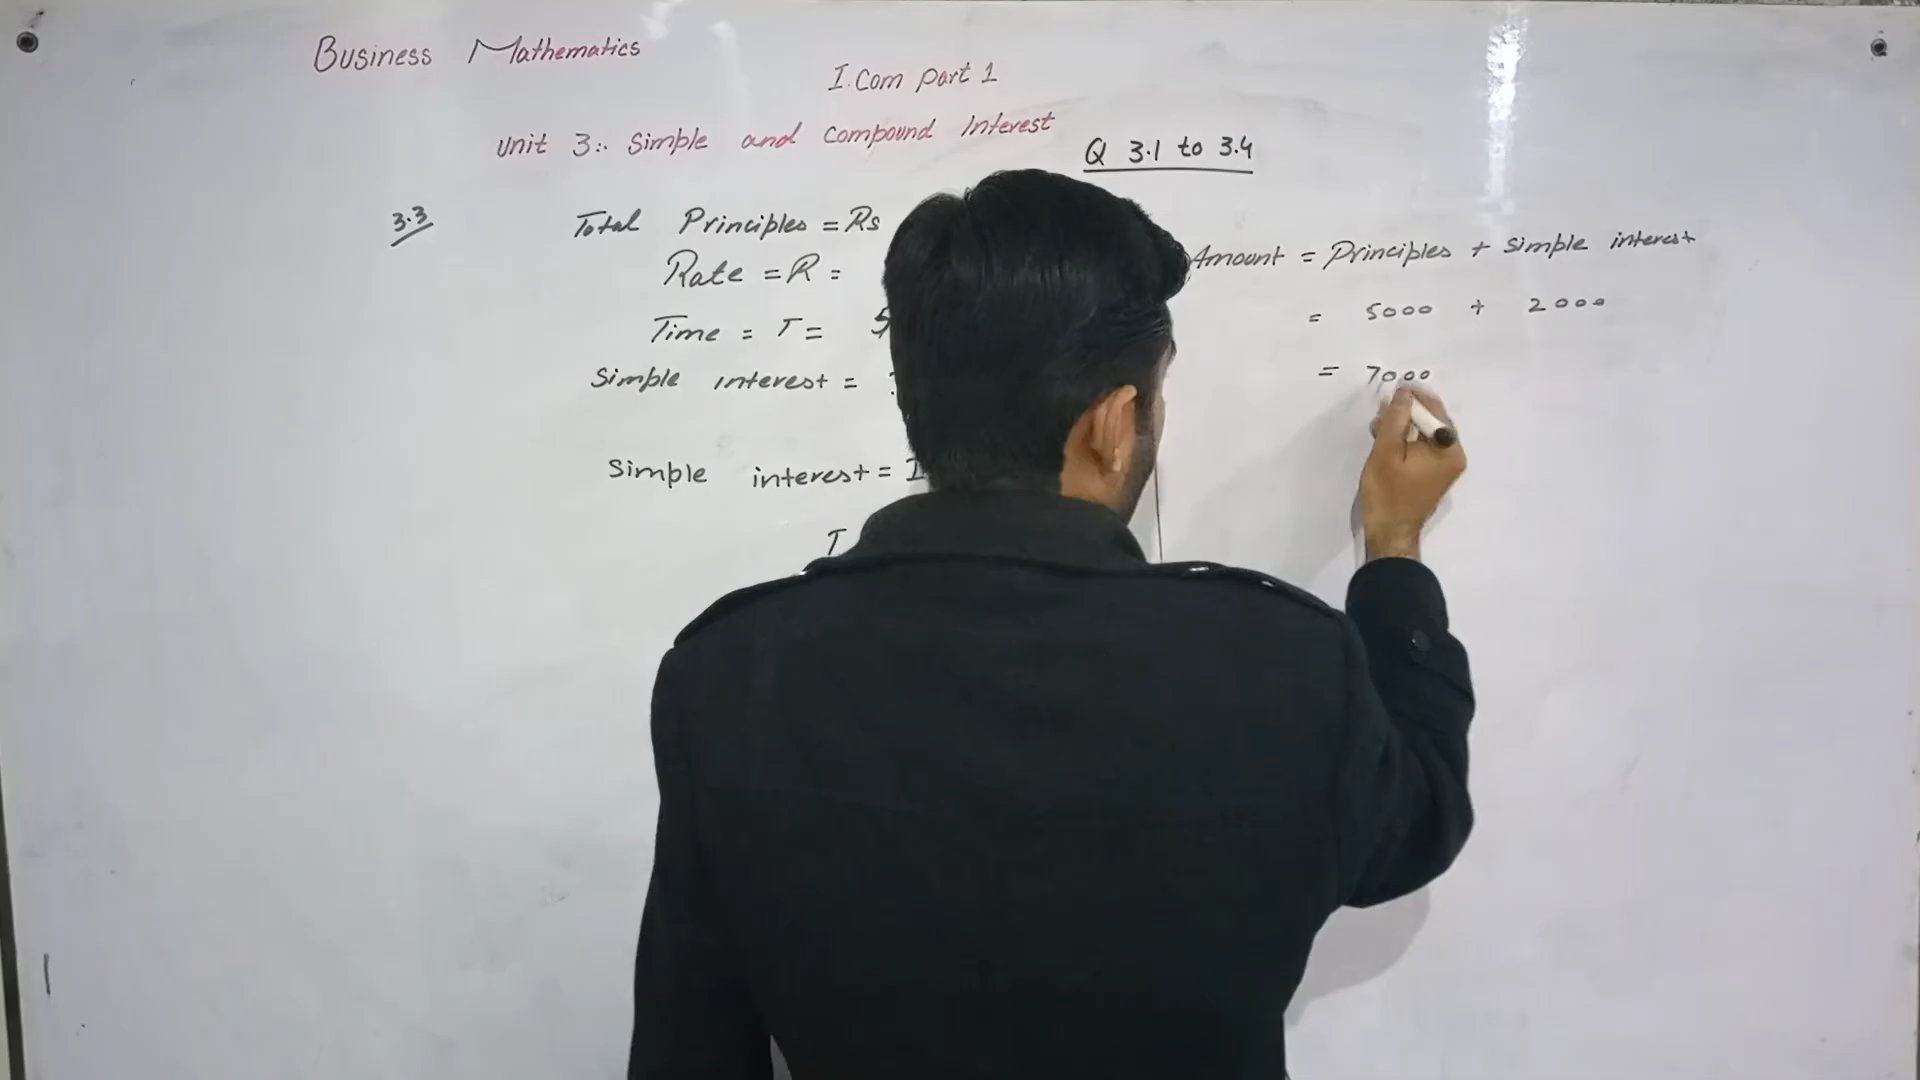 Business Mathematics
I.Com part 1
Unit 3:. Simple and Compound Interest
Q 3.1 to 3.4
3.3
Total Principles = Rs
Rate = R =
Time = T = 5
Simple interest = ?
Simple interest = I
I
Amount = Principles + Simple interest
= 5000 + 2000
= 7000